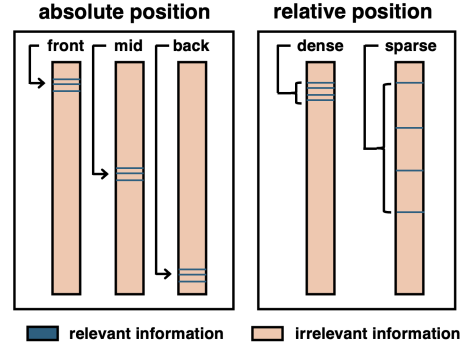 absolute position
relative position
front
mid
back
dense
sparse
relevant information
irrelevant information